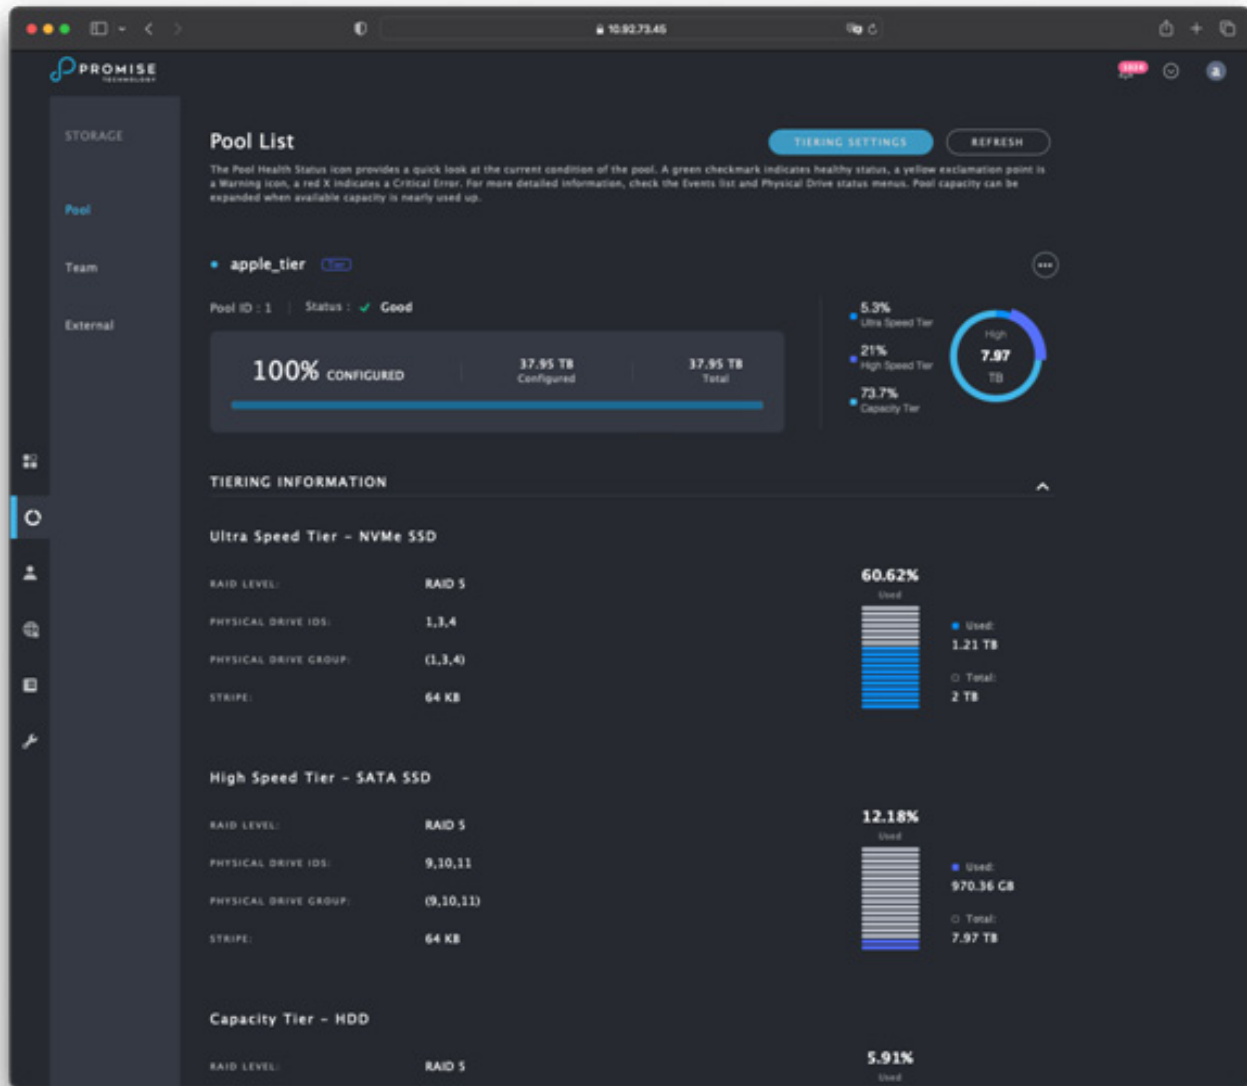 10.92.73.45
PROMISE
TECHNOLOGY
STORAGE
Pool
Team
External
Pool List
TIERING SETTINGS
REFRESH
The Pool Health Status icon provides a quick look at the current condition of the pool. A green checkmark indicates healthy status, a yellow exclamation point is
a Warning icon, a red X indicates a Critical Error. For more detailed information, check the Events list and Physical Drive status menus. Pool capacity can be
expanded when available capacity is nearly used up.
apple_tier Tier
Pool ID : 1 Status : Good
100% CONFIGURED
37.95 TB
Configured
37.95 TB
Total
5.3%
Ultra Speed Tier
21%
High Speed Tier
73.7%
Capacity Tier
High
7.97
TB
TIERING INFORMATION
Ultra Speed Tier – NVMe SSD
RAID LEVEL: RAID 5
PHYSICAL DRIVE IDS: 1,3,4
PHYSICAL DRIVE GROUP: (1,3,4)
STRIPE: 64 KB
60.62%
Used
Used:
1.21 TB
Total:
2 TB
High Speed Tier – SATA SSD
RAID LEVEL: RAID 5
PHYSICAL DRIVE IDS: 9,10,11
PHYSICAL DRIVE GROUP: (9,10,11)
STRIPE: 64 KB
12.18%
Used
Used:
970.36 GB
Total:
7.97 TB
Capacity Tier – HDD
RAID LEVEL: RAID 5
5.91%
Used